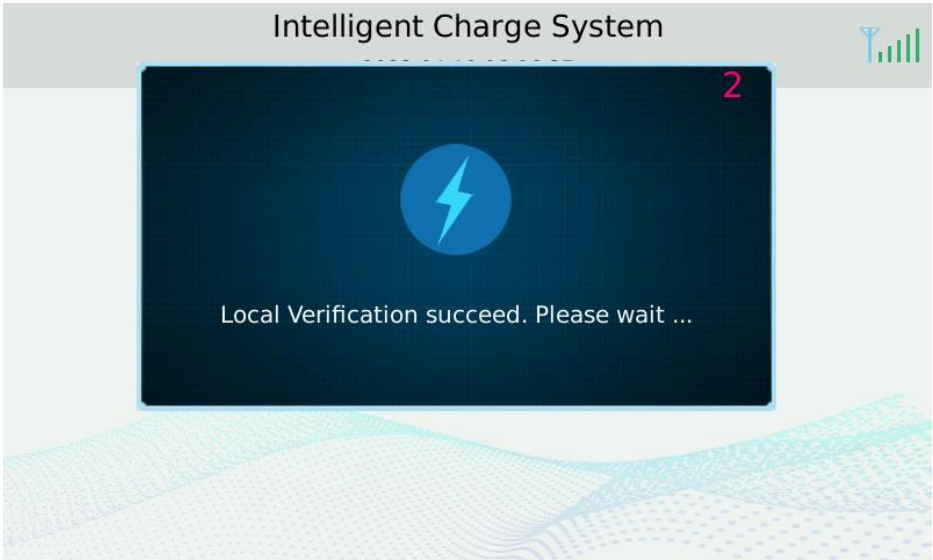 Intelligent Charge System
2
Local Verification succeed. Please wait ...